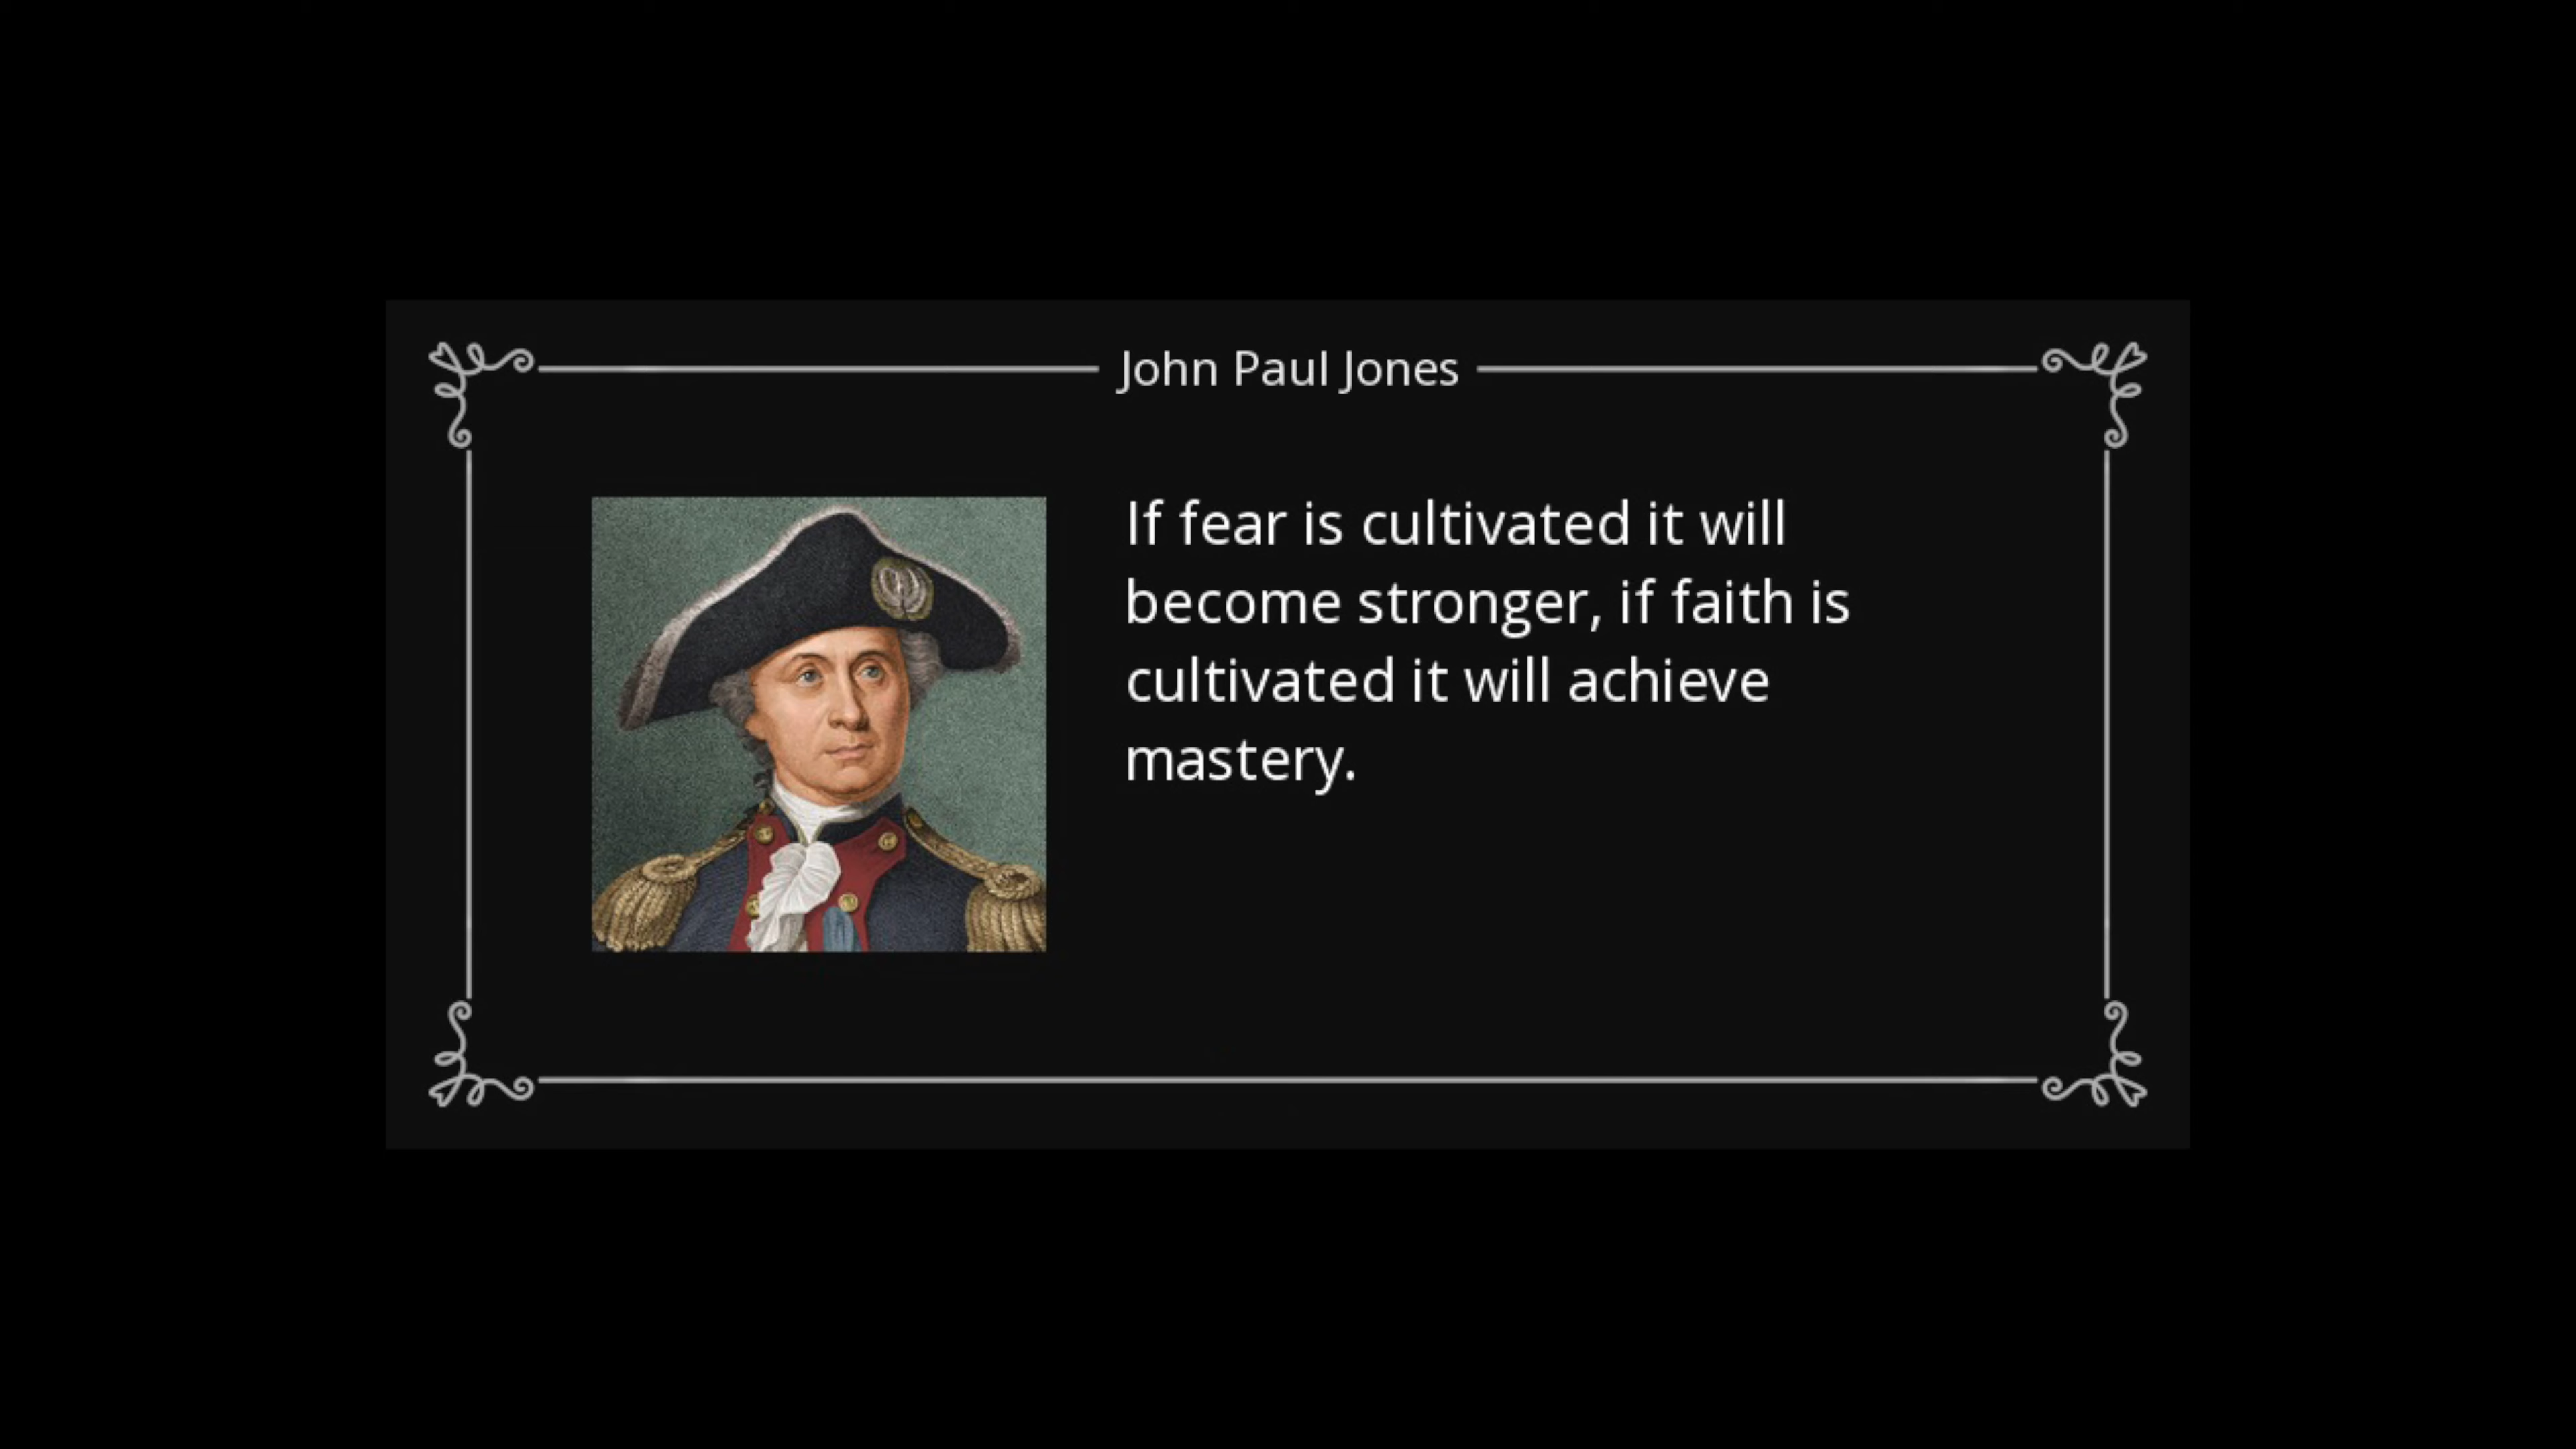 John Paul Jones
If fear is cultivated it will
become stronger, if faith is
cultivated it will achieve
mastery.